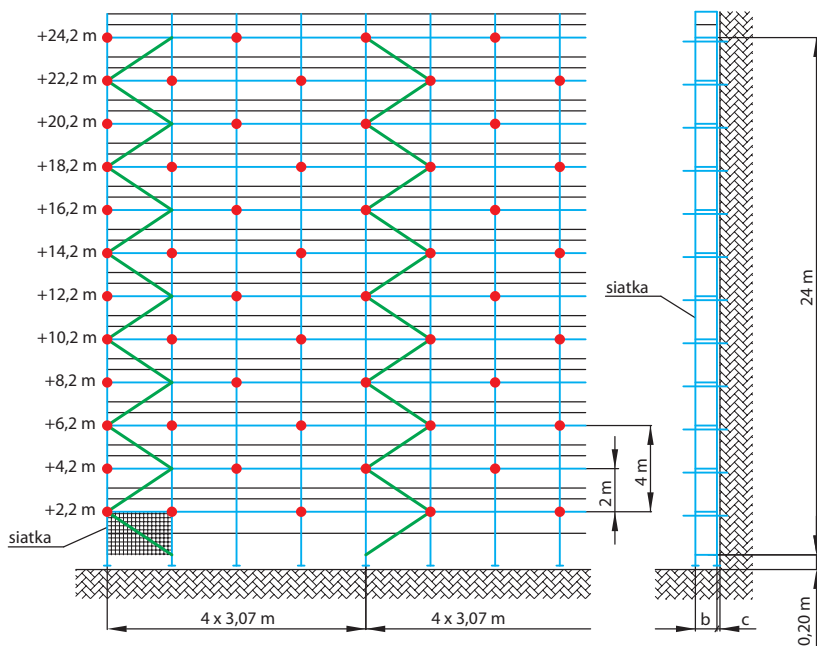 +24,2 m
+22,2 m
+20,2 m
+18,2 m
+16,2 m
+14,2 m
+12,2 m
+10,2 m
+8,2 m
+6,2 m
+4,2 m
+2,2 m
siatka
4 x 3,07 m
4 x 3,07 m
2 m
4 m
siatka
24 m
0,20 m
b
c